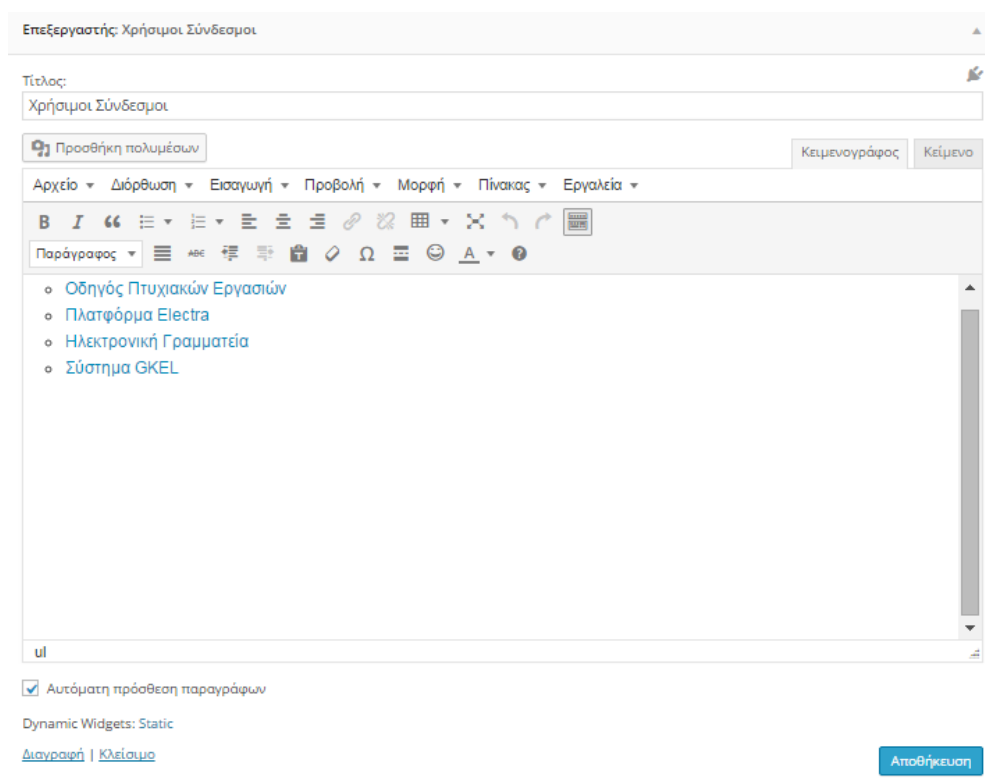 Επεξεργαστής: Χρήσιμοι Σύνδεσμοι
Τίτλος:
Χρήσιμοι Σύνδεσμοι
Προσθήκη πολυμέσων
Κειμενογράφος Κείμενο
Αρχείο Διόρθωση Εισαγωγή Προβολή Μορφή Πίνακας Εργαλεία
B I
Παράγραφος ABC Ω A
Οδηγός Πτυχιακών Εργασιών
Πλατφόρμα Electra
Ηλεκτρονική Γραμματεία
Σύστημα GKEL
ul
Αυτόματη πρόσθεση παραγράφων
Dynamic Widgets: Static
Διαγραφή | Κλείσιμο
Αποθήκευση